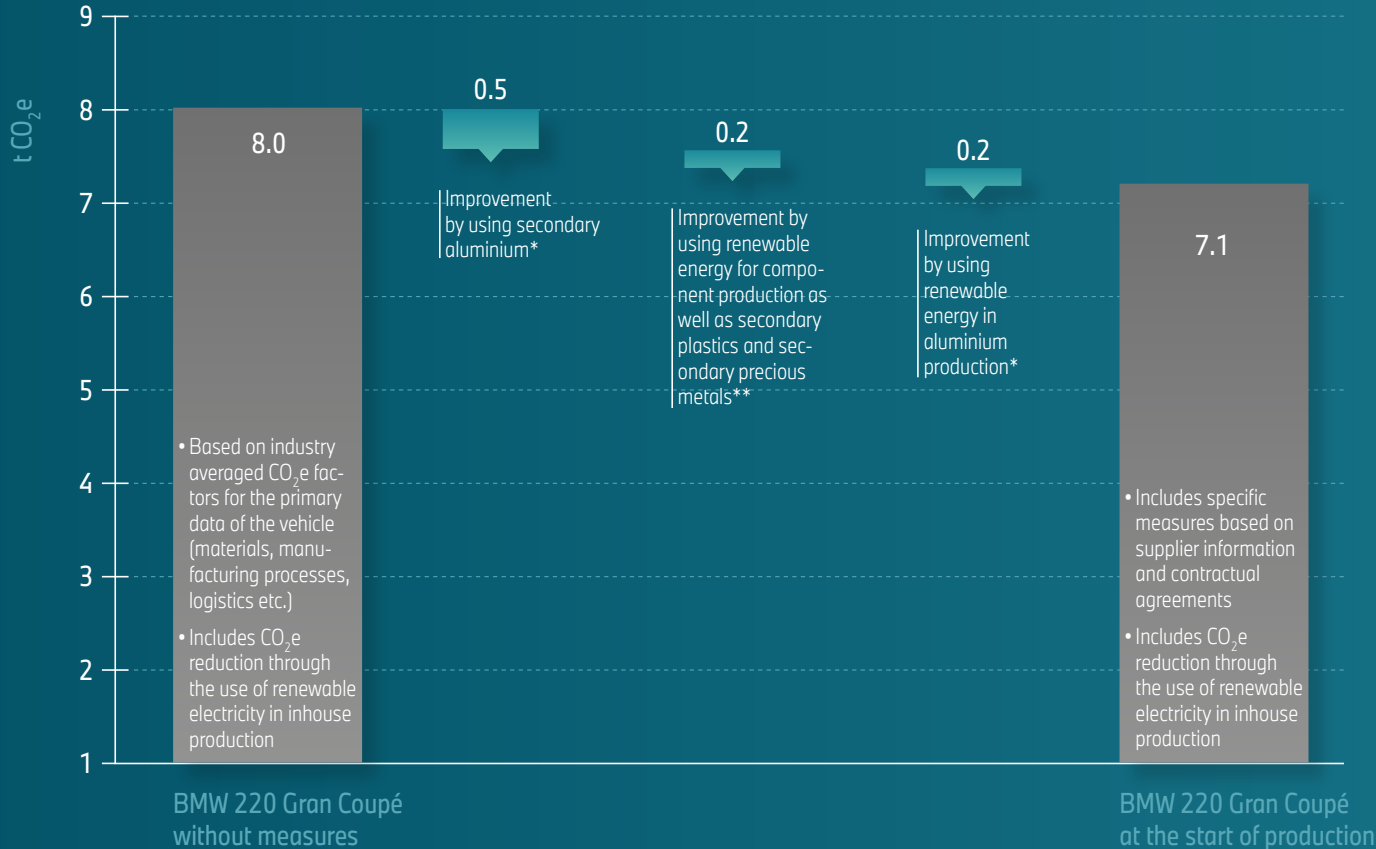 t CO₂e
9
8
7
6
5
4
3
2
1
8.0
• Based on industry
averaged CO₂e fac-
tors for the primary
data of the vehicle
(materials, manu-
facturing processes,
logistics etc.)
• Includes CO₂e
reduction through
the use of renewable
electricity in inhouse
production
BMW 220 Gran Coupé
without measures
0.5
Improvement
by using secondary
aluminium*
0.2
Improvement by
using renewable
energy for compo-
nent production as
well as secondary
plastics and sec-
ondary precious
metals**
0.2
Improvement
by using
renewable
energy in
aluminium
production*
7.1
• Includes specific
measures based on
supplier information
and contractual
agreements
• Includes CO₂e
reduction through
the use of renewable
electricity in inhouse
production
BMW 220 Gran Coupé
at the start of production